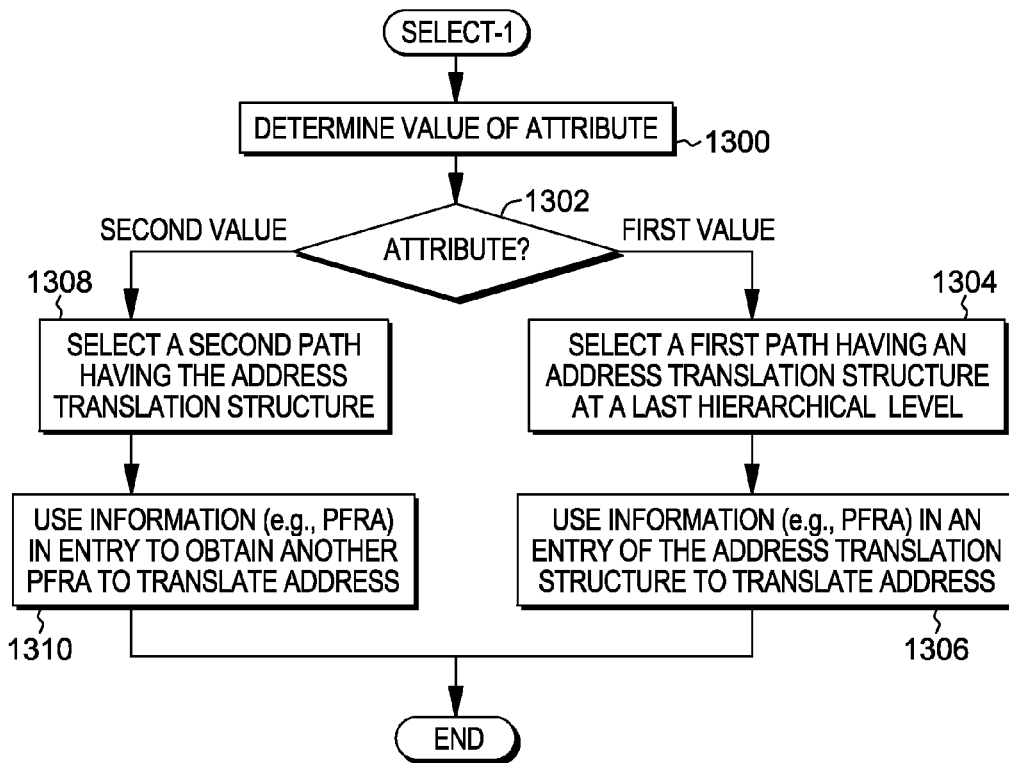 SELECT-1
DETERMINE VALUE OF ATTRIBUTE
1300
1302
SECOND VALUE
ATTRIBUTE?
FIRST VALUE
1308
SELECT A SECOND PATH
HAVING THE ADDRESS
TRANSLATION STRUCTURE
1304
SELECT A FIRST PATH HAVING AN
ADDRESS TRANSLATION STRUCTURE
AT A LAST HIERARCHICAL LEVEL
USE INFORMATION (e.g., PFRA)
IN ENTRY TO OBTAIN ANOTHER
PFRA TO TRANSLATE ADDRESS
1310
USE INFORMATION (e.g., PFRA) IN AN
ENTRY OF THE ADDRESS TRANSLATION
STRUCTURE TO TRANSLATE ADDRESS
1306
END